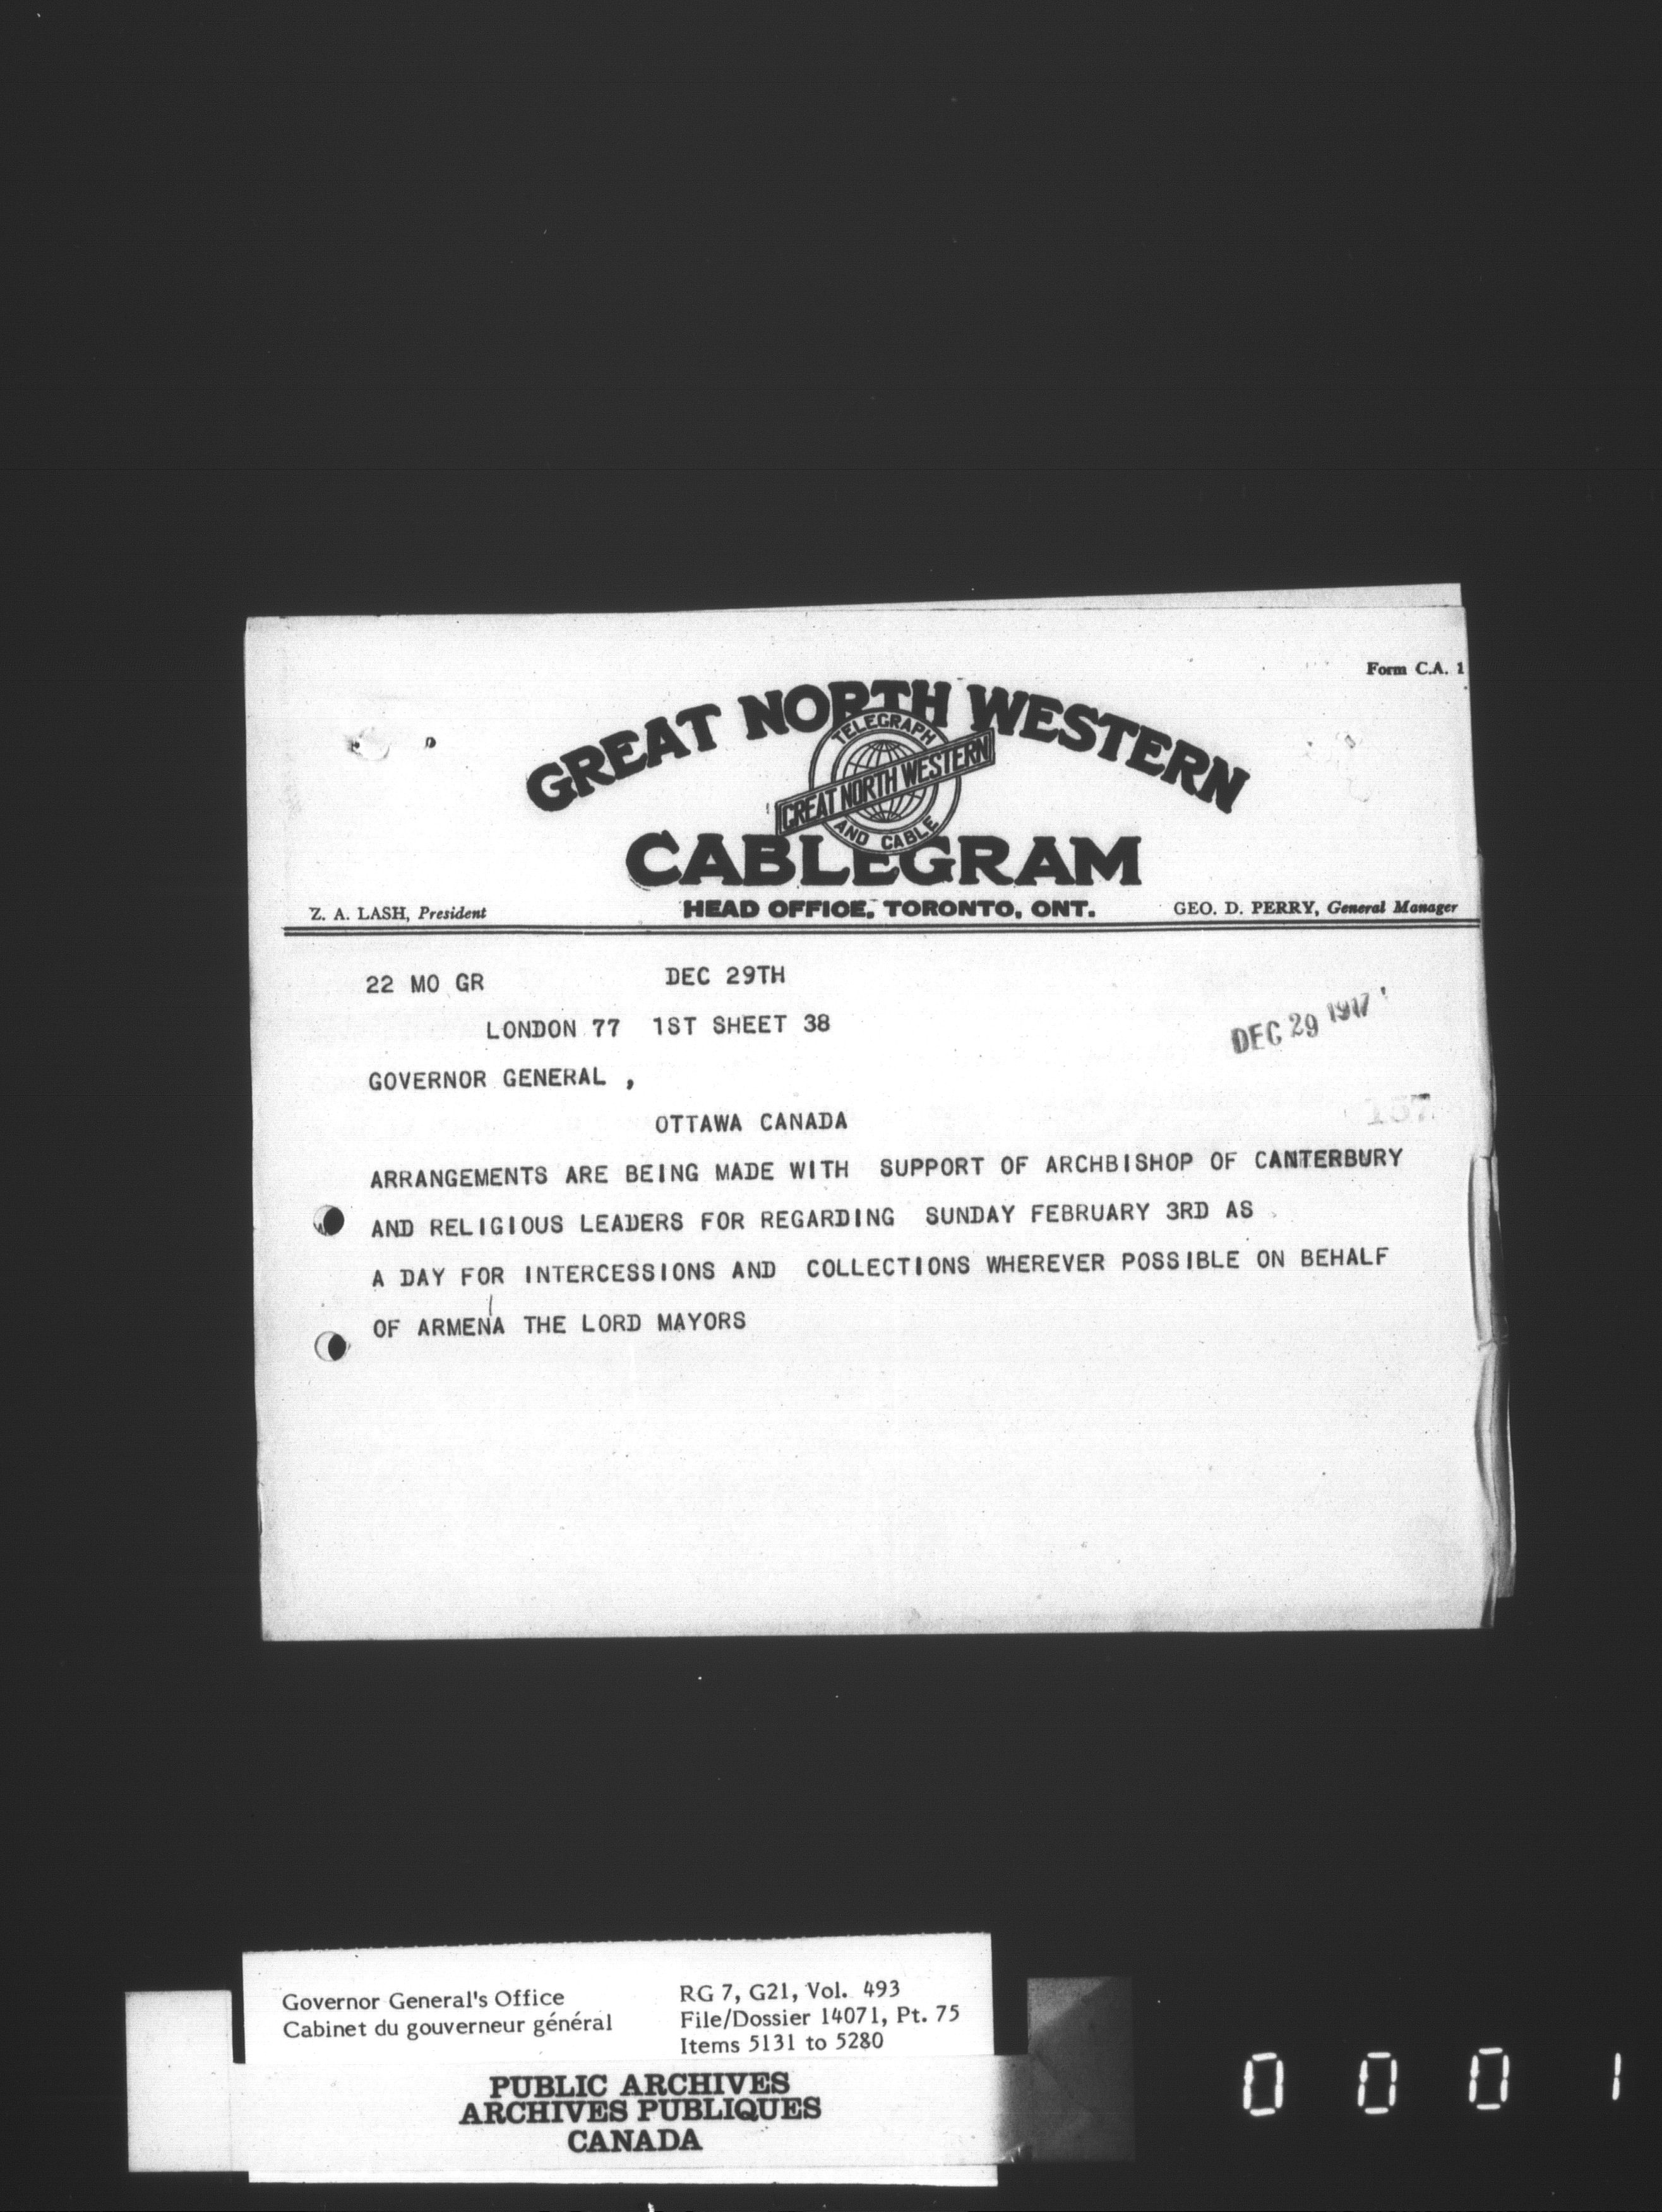 Form C.A. 1
GREAT NORTH WESTERN
TELEGRAPH
GREAT NORTH WESTERN
AND CABLE
CABLEGRAM
HEAD OFFICE, TORONTO, ONT.
Z. A. LASH, President
GEO. D. PERRY, General Manager
22 MO GR DEC 29TH
LONDON 77 1ST SHEET 38
DEC 29 1917
GOVERNOR GENERAL ,
OTTAWA CANADA
137
ARRANGEMENTS ARE BEING MADE WITH SUPPORT OF ARCHBISHOP OF CANTERBURY
AND RELIGIOUS LEADERS FOR REGARDING SUNDAY FEBRUARY 3RD AS
A DAY FOR INTERCESSIONS AND COLLECTIONS WHEREVER POSSIBLE ON BEHALF
OF ARMENA THE LORD MAYORS
Governor General's Office
Cabinet du gouverneur général
RG 7, G21, Vol. 493
File/Dossier 14071, Pt. 75
Items 5131 to 5280
PUBLIC ARCHIVES
ARCHIVES PUBLIQUES
CANADA
0 0 0 1